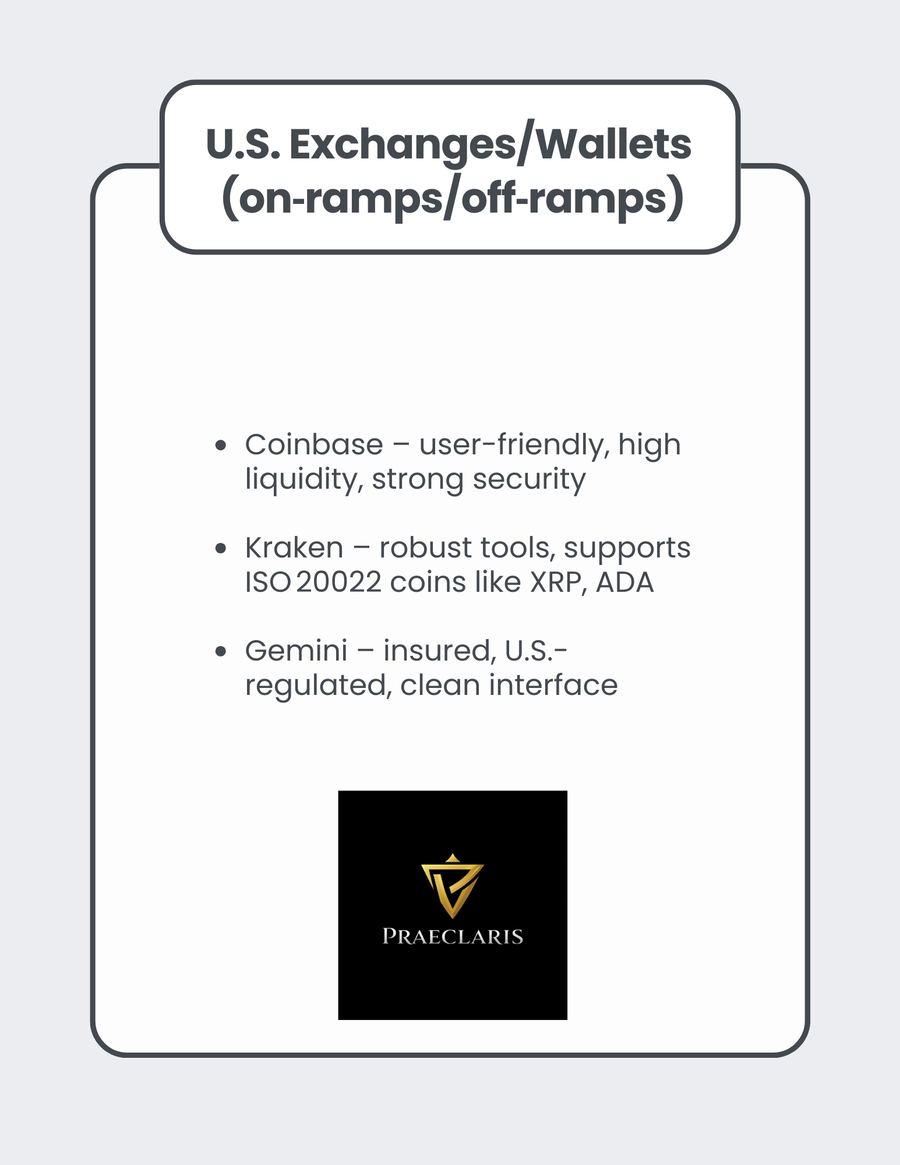 U.S. Exchanges/Wallets
(on-ramps/off-ramps)
• Coinbase – user-friendly, high
liquidity, strong security
• Kraken – robust tools, supports
ISO 20022 coins like XRP, ADA
• Gemini – insured, U.S.-
regulated, clean interface
PRAECLARIS